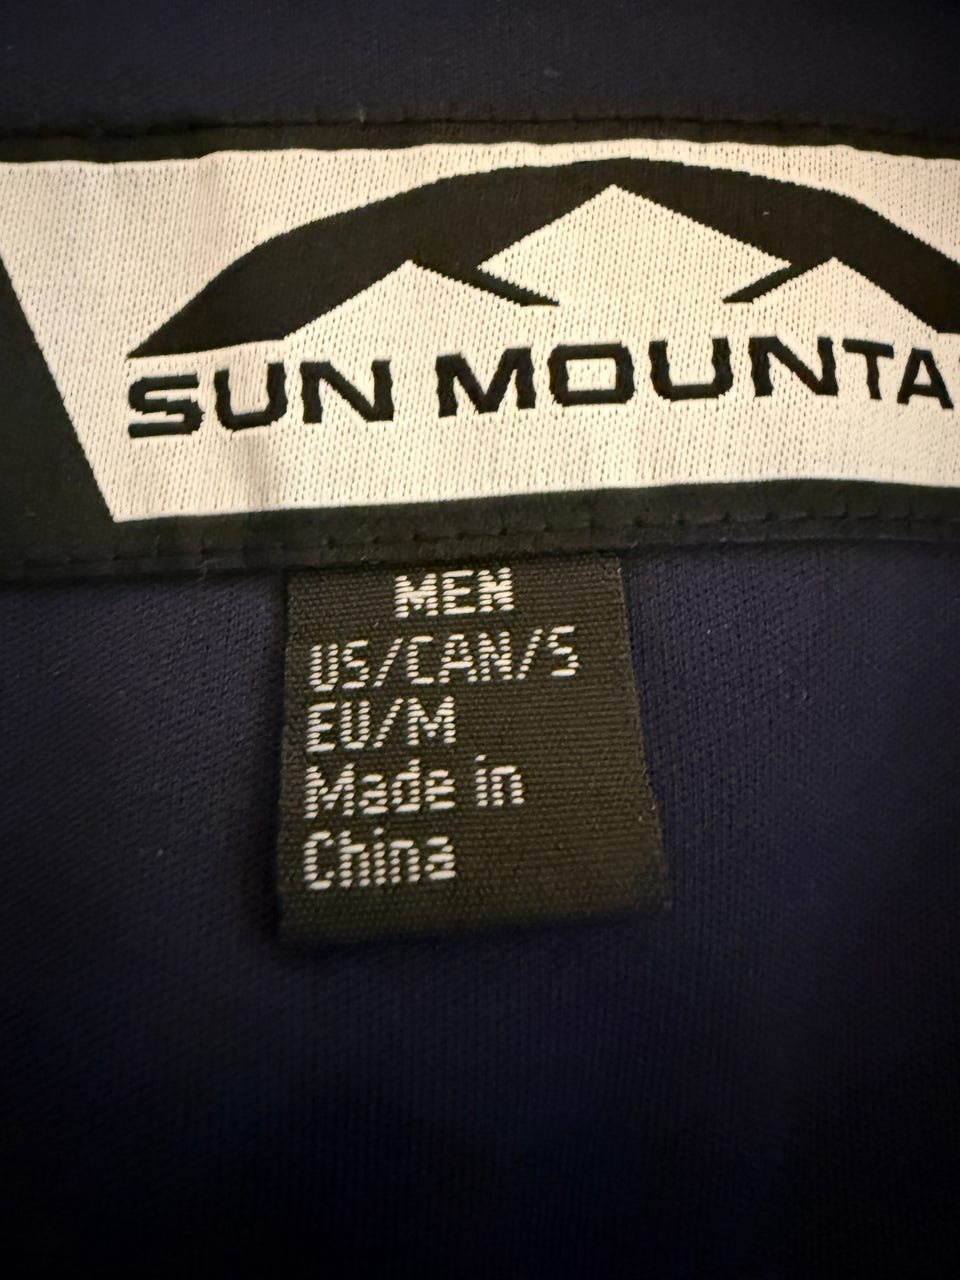 SUN MOUNTA
MEN
US/CAN/S
EU/M
Made in
China